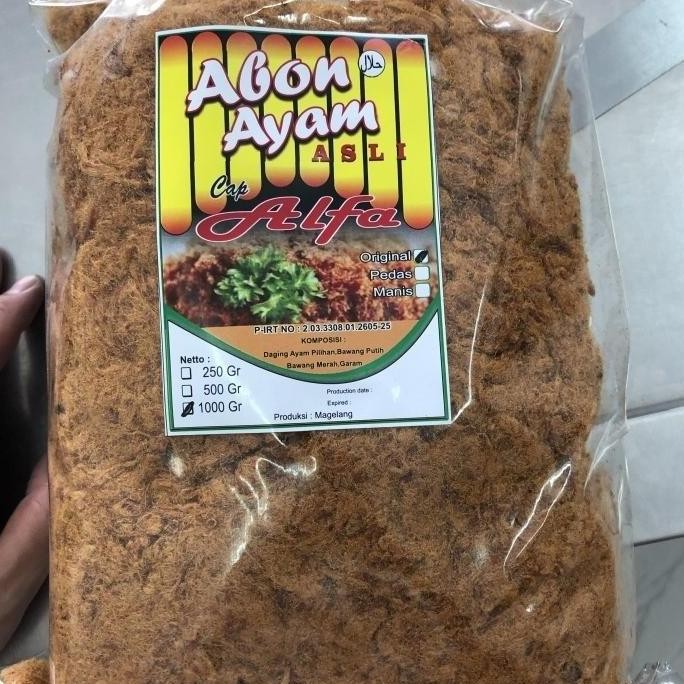 Abon
حلال
Ayam
ASLI
Cap
Alfa
Original
Pedas
Manis
P-IRT NO : 2.03.3308.01.2605-25
KOMPOSISI :
Daging Ayam Pilihan,Bawang Putih
Bawang Merah,Garam
Netto :
250 Gr
500 Gr
1000 Gr
Production date :
Expired :
Produksi : Magelang